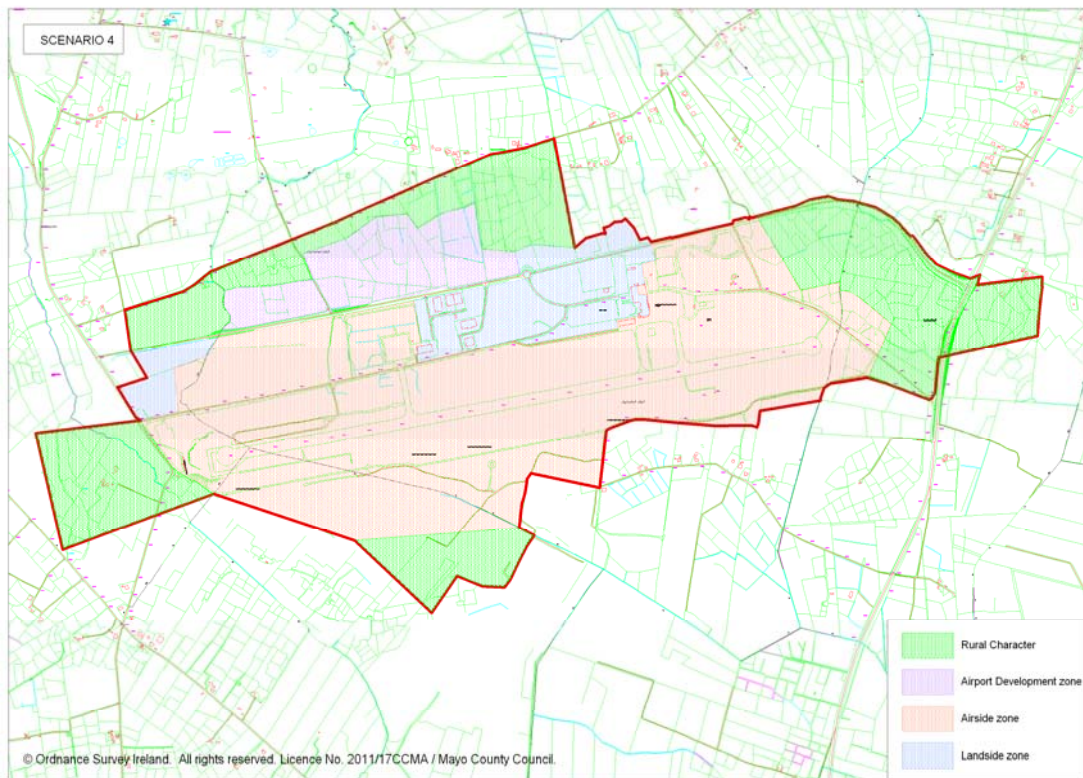 SCENARIO 4
Rural Character
Airport Development zone
Airside zone
Landside zone
© Ordnance Survey Ireland. All rights reserved. Licence No. 2011/17CCMA / Mayo County Council.